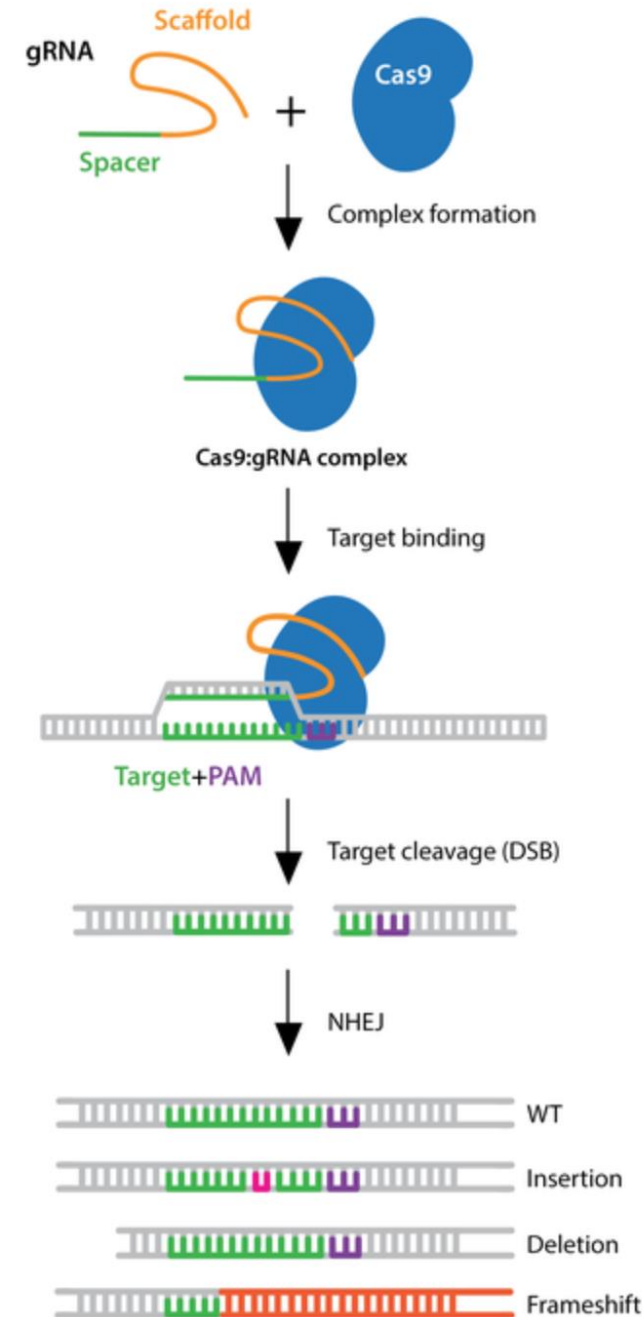 Scaffold
gRNA
Cas9
+
Spacer
Complex formation
Cas9:gRNA complex
Target binding
Target+PAM
Target cleavage (DSB)
NHEJ
WT
Insertion
Deletion
Frameshift